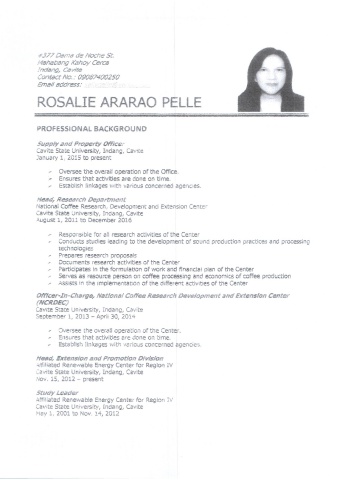 #377 Dama de Noche St.
Mahabang Kahoy Cerca
Indang, Cavite
Contact No.: 09087400250
Email address:
ROSALIE ARARAO PELLE
PROFESSIONAL BACKGROUND
Supply and Property Officer
Cavite State University, Indang, Cavite
January 1, 2015 to present
Oversee the overall operation of the Office.
Ensures that activities are done on time.
Establish linkages with various concerned agencies.
Head, Research Department
National Coffee Research, Development and Extension Center
Cavite State University, Indang, Cavite
August 1, 2011 to December 2016
Responsible for all research activities of the Center
Conducts studies leading to the development of sound production practices and processing
technologies
Prepares research proposals
Documents research activities of the Center
Participates in the formulation of work and financial plan of the Center
Serves as resource person on coffee processing and economics of coffee production
Assists in the implementation of the different activities of the Center
Officer-In-Charge, National Coffee Research Development and Extension Center
(NCRDEC)
Cavite State University, Indang, Cavite
September 1, 2013 – April 30, 2014
Oversee the overall operation of the Center.
Ensures that activities are done on time.
Establish linkages with various concerned agencies.
Head, Extension and Promotion Division
Affiliated Renewable Energy Center for Region IV
Cavite State University, Indang, Cavite
Nov. 15, 2012 – present
Study Leader
Affiliated Renewable Energy Center for Region IV
Cavite State University, Indang, Cavite
May 1, 2001 to Nov. 14, 2012